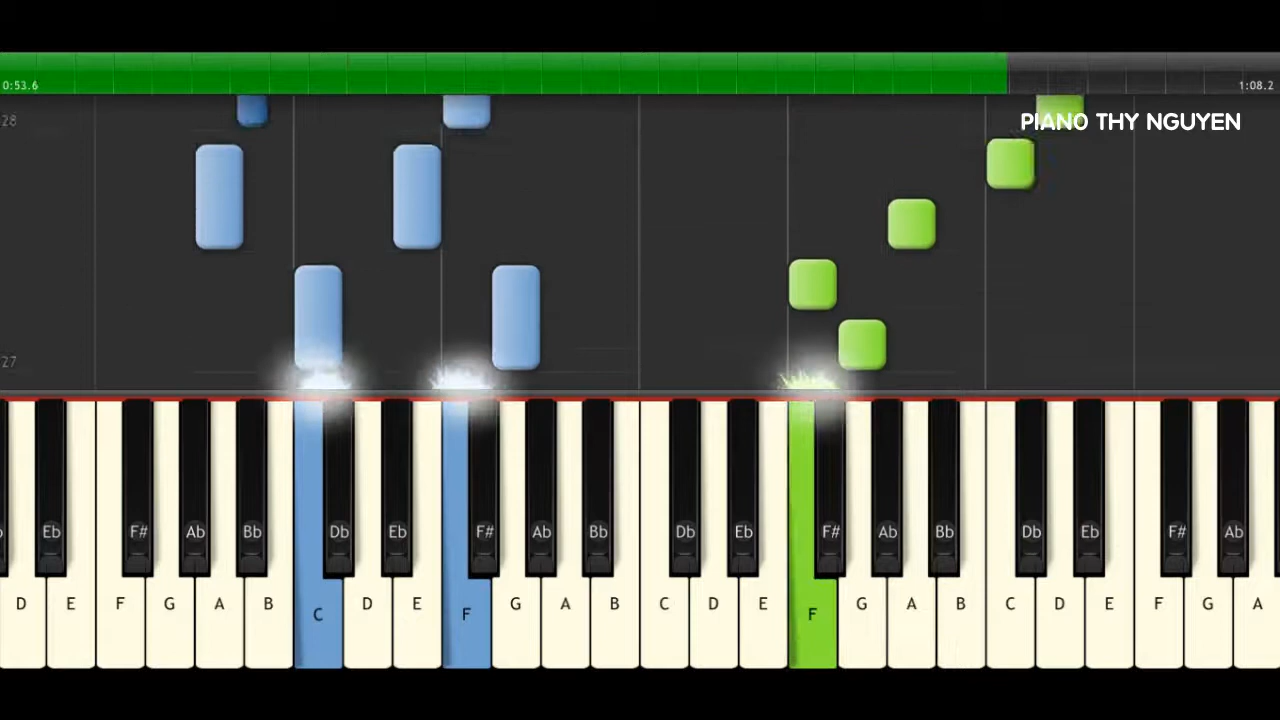 0:53.6
1:08.2
28
PIANO THY NGUYEN
27
Eb F# Ab Bb Db Eb F# Ab Bb Db Eb F# Ab Bb Db Eb F# Ab
D E F G A B C D E F G A B C D E F G A B C D E F G A